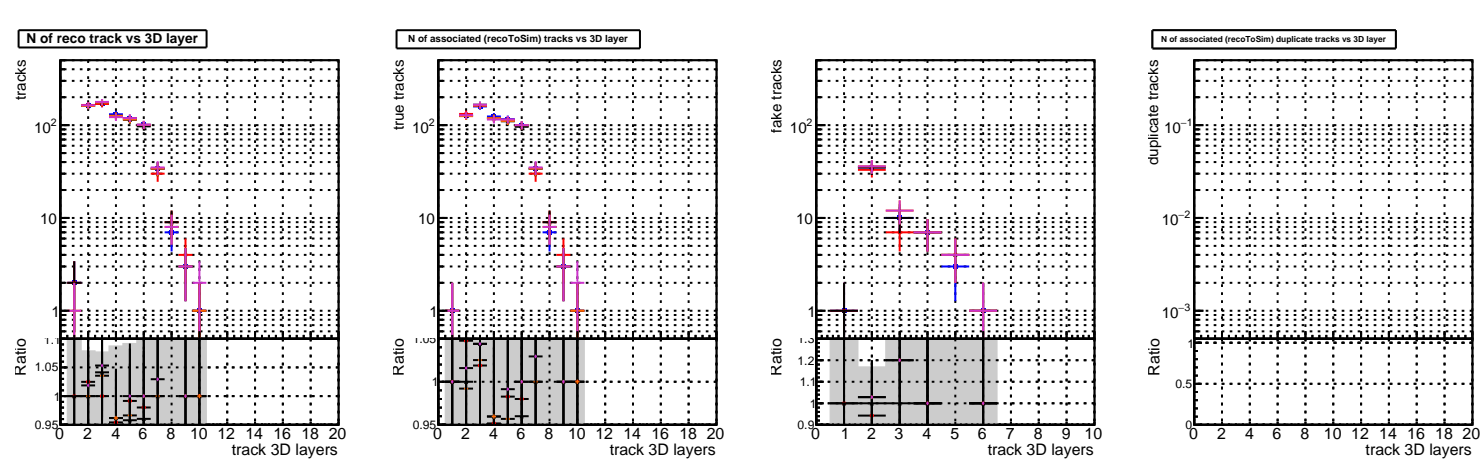 N of reco track vs 3D layer
tracks
10²
10
1
Ratio
1.1
1.05
1
0.95
0 2 4 6 8 10 12 14 16 18 20
track 3D layers
N of associated (recoToSim) tracks vs 3D layer
true tracks
10²
10
1
Ratio
1.05
1
0.95
0 2 4 6 8 10 12 14 16 18 20
track 3D layers
fake tracks
10²
10
1
Ratio
1.3
1.2
1.1
1
0.9
0 1 2 3 4 5 6 7 8 9 10
track 3D layers
N of associated (recoToSim) duplicate tracks vs 3D layer
duplicate tracks
10⁻¹
10⁻²
10⁻³
Ratio
1
0.5
0
0 2 4 6 8 10 12 14 16 18 20
track 3D layers